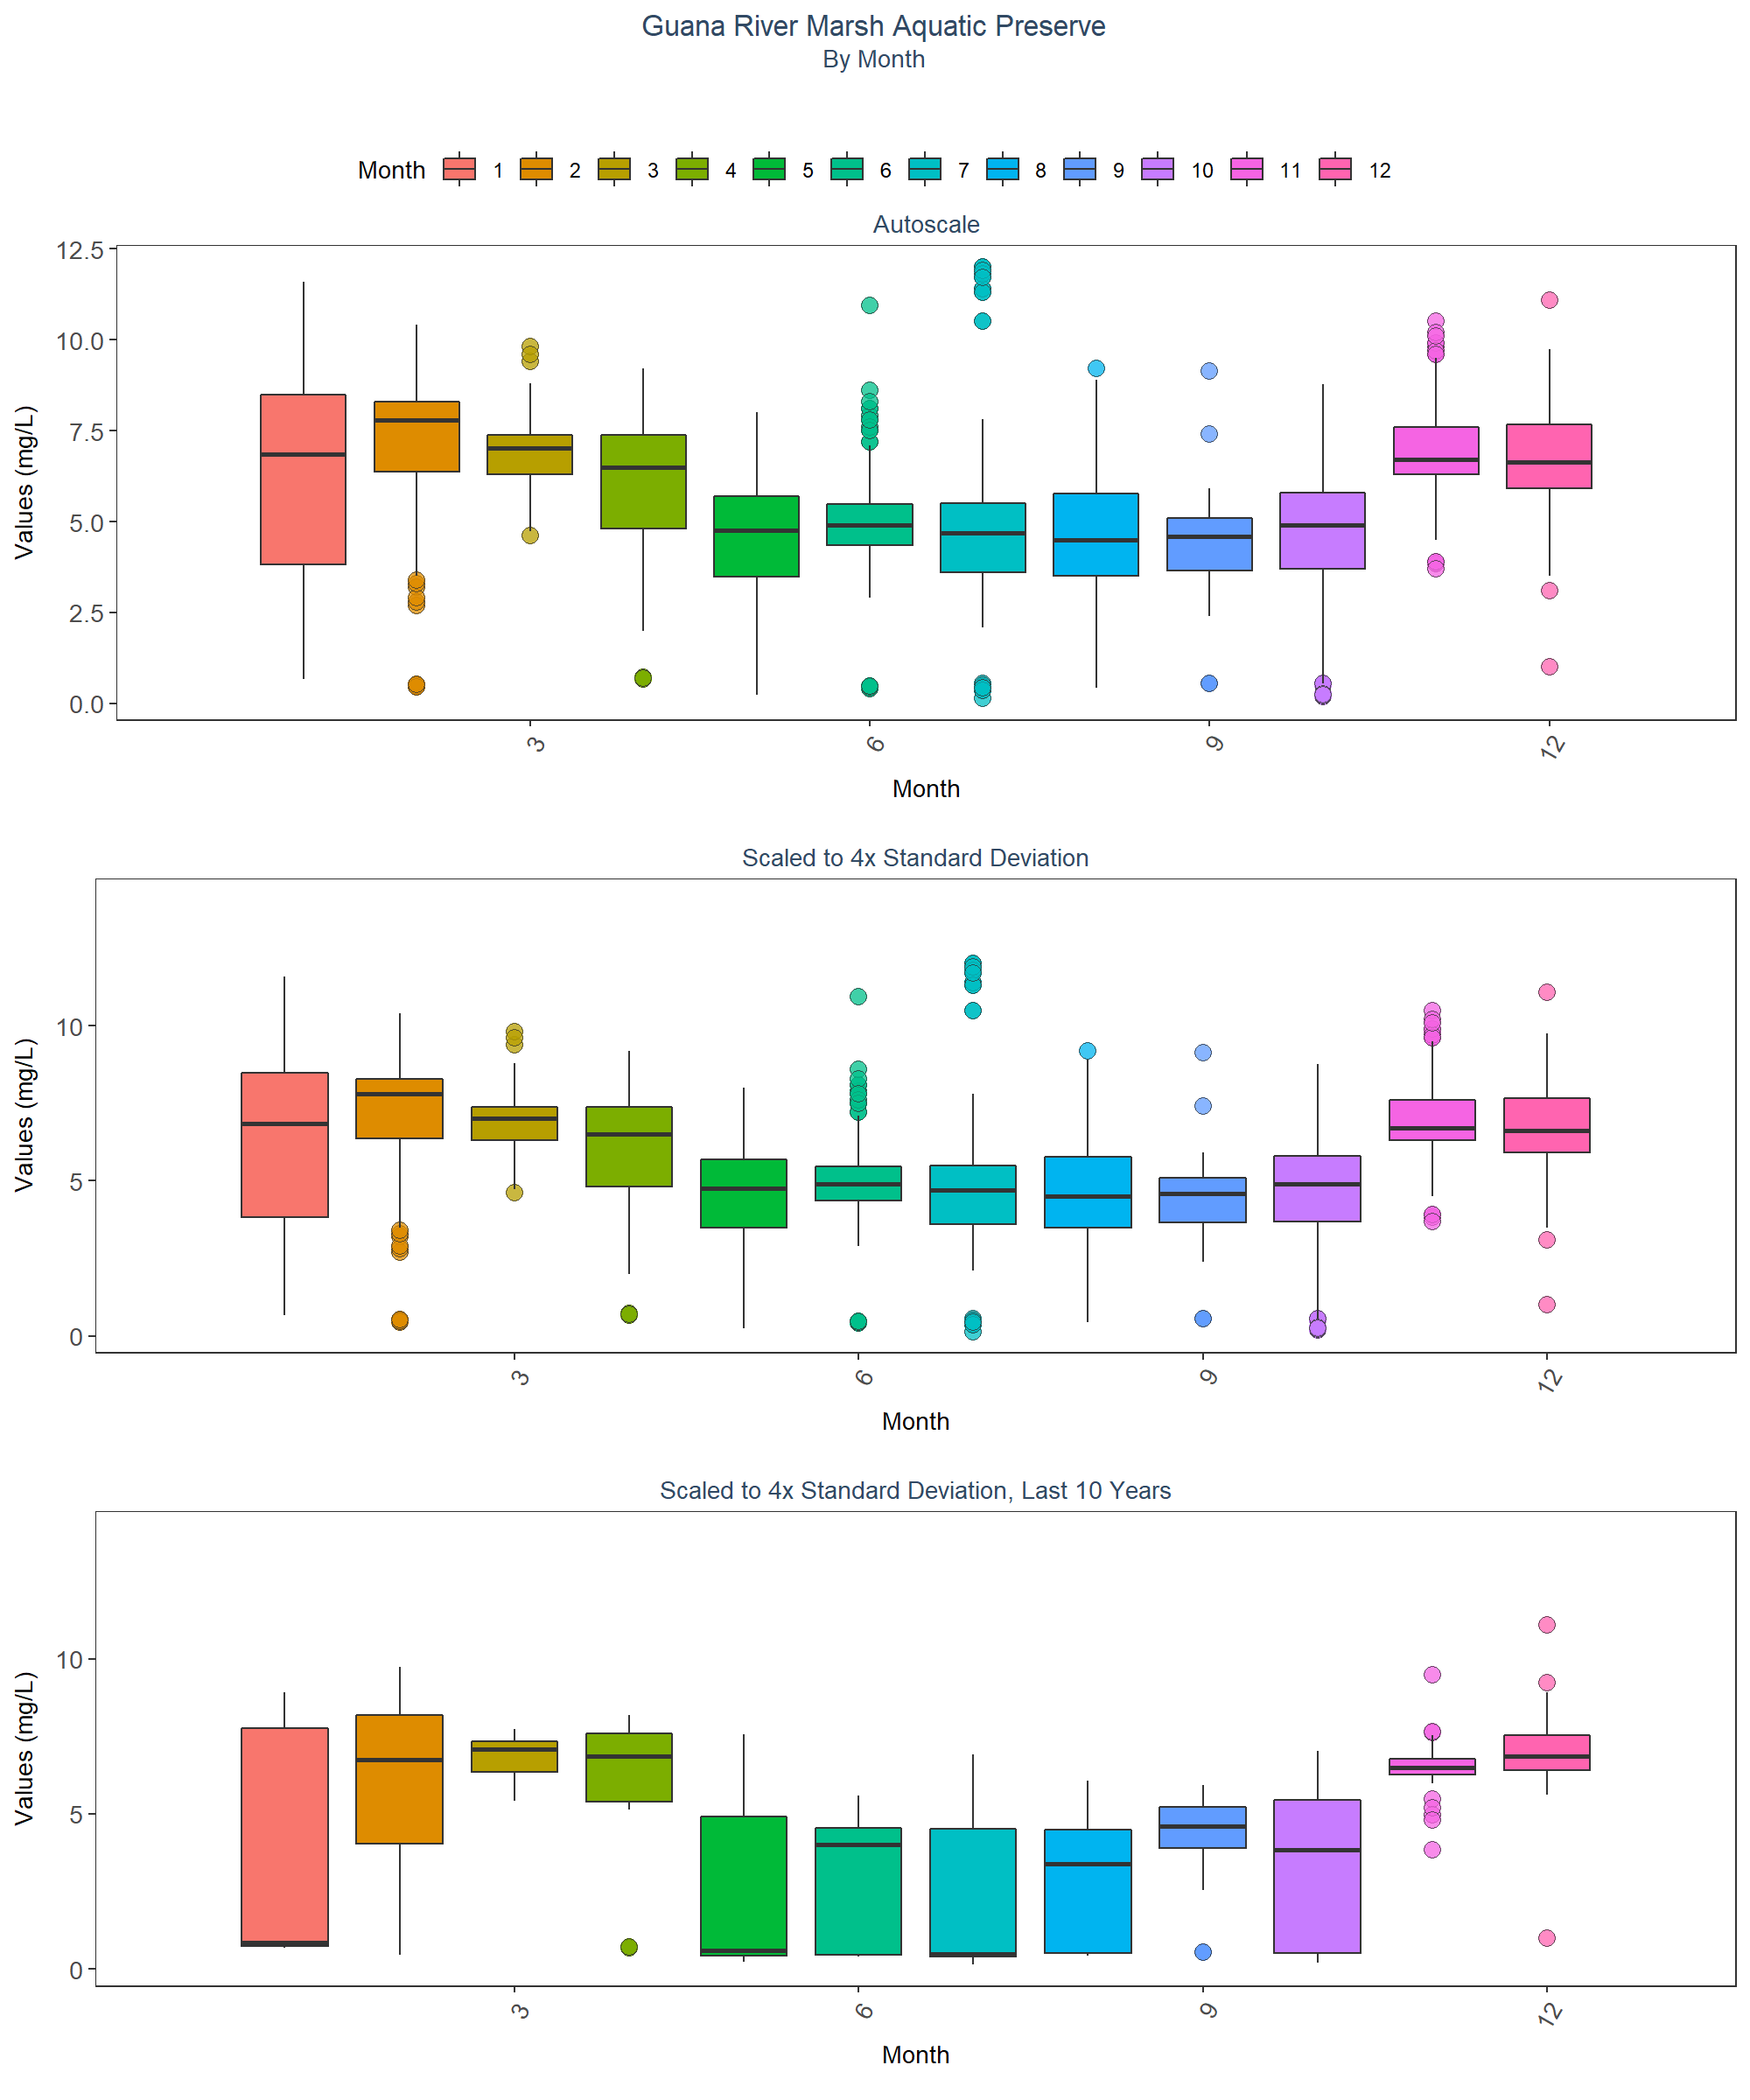 Guana River Marsh Aquatic Preserve
By Month
Month 1 2 3 4 5 6 7 8 9 10 11 12
Autoscale
Values (mg/L)
12.5
10.0
7.5
5.0
2.5
0.0
3 6 9 12
Month
Scaled to 4x Standard Deviation
Values (mg/L)
10
5
0
3 6 9 12
Month
Scaled to 4x Standard Deviation, Last 10 Years
Values (mg/L)
10
5
0
3 6 9 12
Month